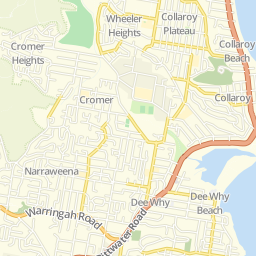 Wheeler
Heights
Collaroy
Plateau
Cromer
Heights
Collaroy
Beach
Cromer
Collaroy
Narraweena
Dee Why
Beach
Dee Why
Warringah Road
Pittwater Road